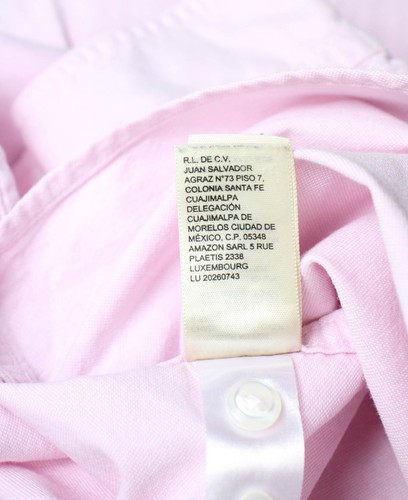 R.L. DE C.V.
JUAN SALVADOR
AGRAZ N°73 PISO 7,
COLONIA SANTA FE
CUAJIMALPA
DELEGACIÓN
CUAJIMALPA DE
MORELOS CIUDAD DE
MÉXICO, C.P. 05348
AMAZON SARL 5 RUE
PLAETIS 2338
LUXEMBOURG
LU 20260743